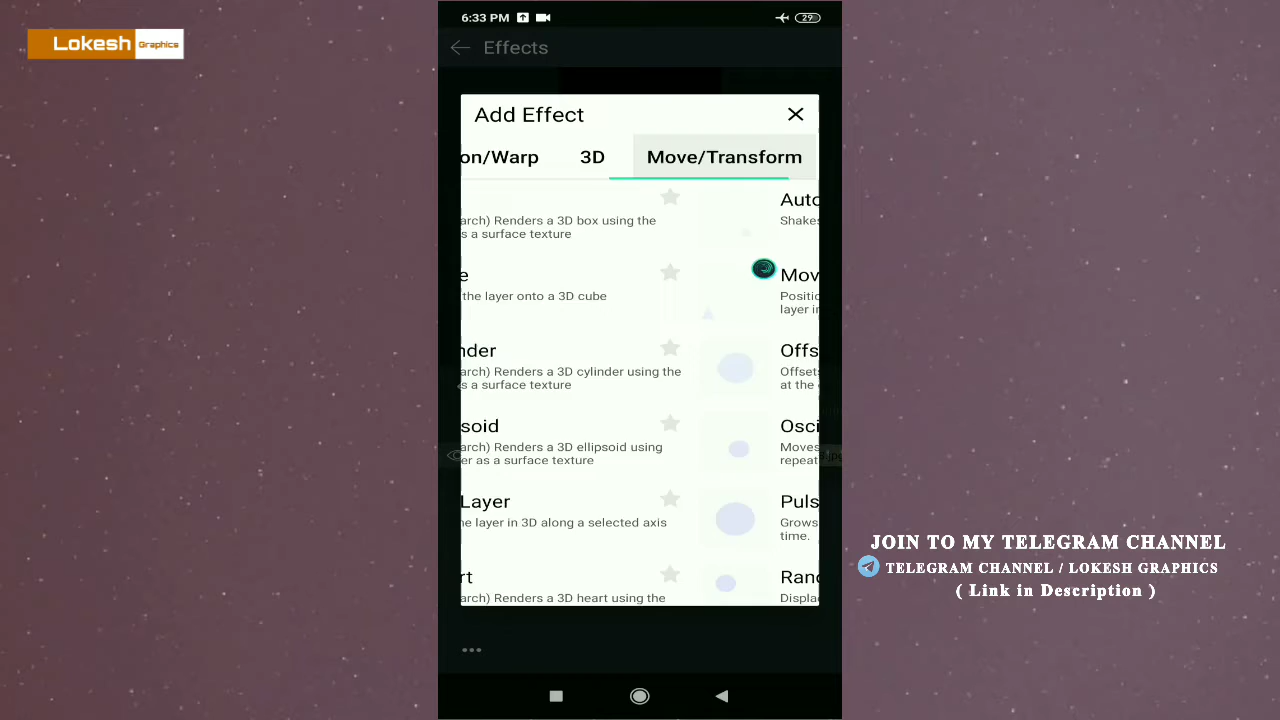 Lokesh Graphics
6:33 PM
29
Effects
Add Effect
on/Warp 3D Move/Transform
arch) Renders a 3D box using the
s a surface texture
Auto
Shakes
e
the layer onto a 3D cube
Mov
Positio
layer in
nder
arch) Renders a 3D cylinder using the
s a surface texture
Offs
Offsets
at the
soid
arch) Renders a 3D ellipsoid using
er as a surface texture
Osci
Moves
repeat
Layer
ne layer in 3D along a selected axis
Puls
Grows
time.
rt
arch) Renders a 3D heart using the
Rand
Displa
JOIN TO MY TELEGRAM CHANNEL
TELEGRAM CHANNEL / LOKESH GRAPHICS
( Link in Description )